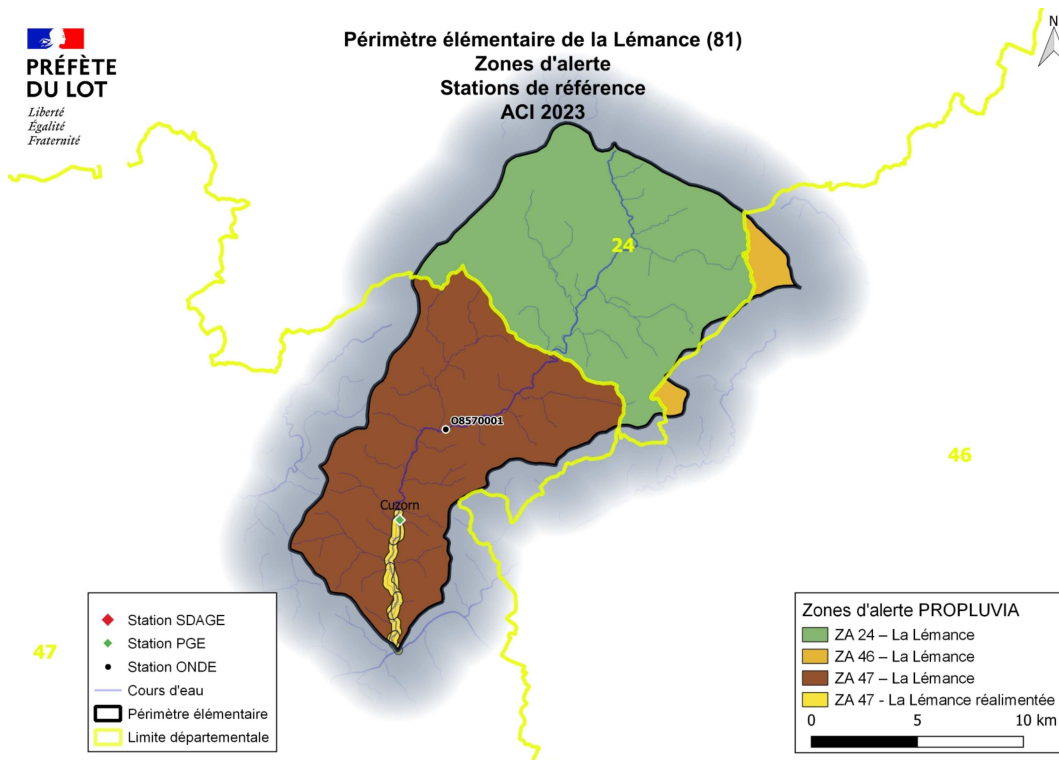 PRÉFÈTE
DU LOT
Liberté
Égalité
Fraternité
Périmètre élémentaire de la Lémance (81)
Zones d'alerte
Stations de référence
ACI 2023
N
24
O8570001
46
Cuzorn
47
Station SDAGE
Station PGE
Station ONDE
Cours d'eau
Périmètre élémentaire
Limite départementale
Zones d'alerte PROPLUVIA
ZA 24 – La Lémance
ZA 46 – La Lémance
ZA 47 – La Lémance
ZA 47 - La Lémance réalimentée
0 5 10 km